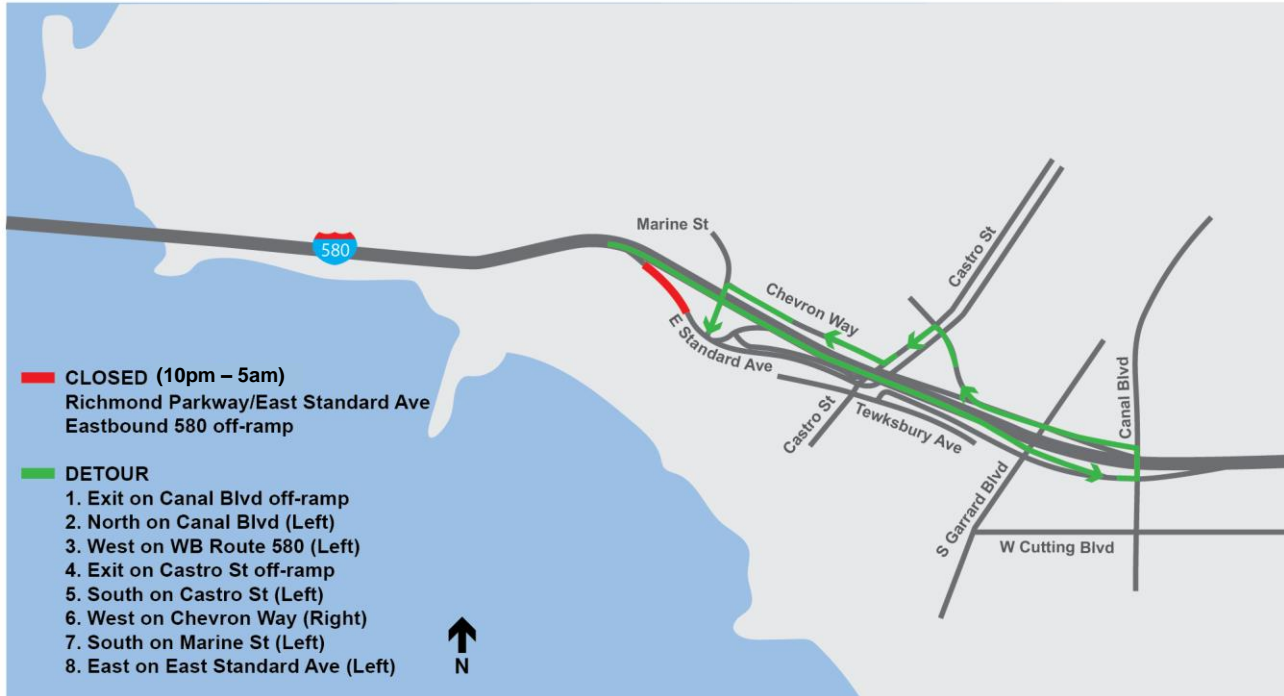 Marine St
Castro St
580
Chevron Way
Canal Blvd
E Standard Ave
CLOSED (10pm – 5am)
Richmond Parkway/East Standard Ave
Eastbound 580 off-ramp
Castro St
Tewksbury Ave
S Garrard Blvd
W Cutting Blvd
DETOUR
1. Exit on Canal Blvd off-ramp
2. North on Canal Blvd (Left)
3. West on WB Route 580 (Left)
4. Exit on Castro St off-ramp
5. South on Castro St (Left)
6. West on Chevron Way (Right)
7. South on Marine St (Left)
8. East on East Standard Ave (Left)
N